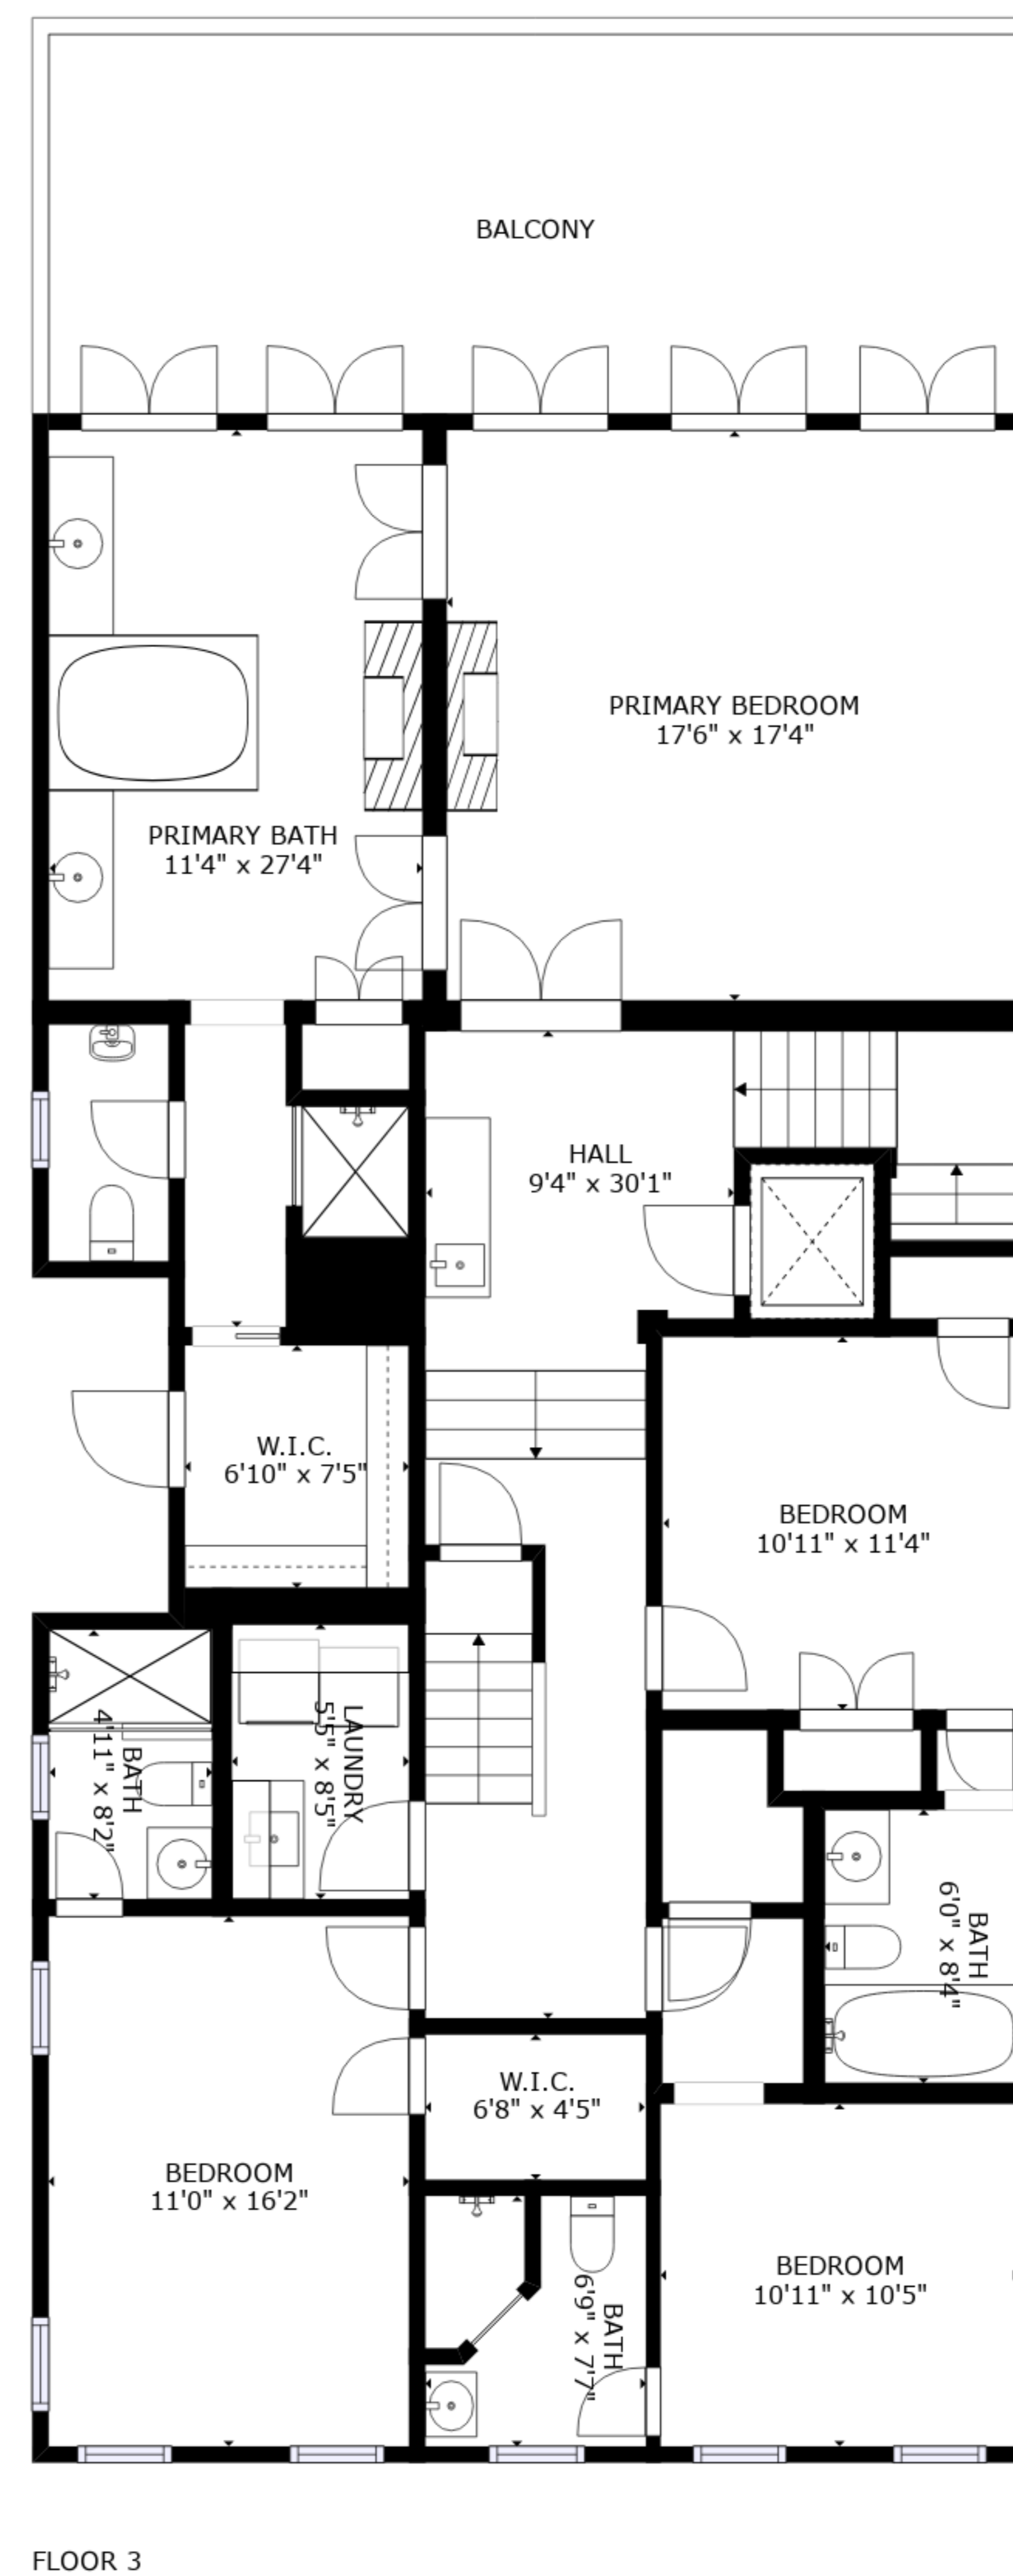 BALCONY
PRIMARY BEDROOM
17'6" x 17'4"
PRIMARY BATH
11'4" x 27'4"
HALL
9'4" x 30'1"
W.I.C.
6'10" x 7'5"
BEDROOM
10'11" x 11'4"
BATH
4'11" x 8'2"
LAUNDRY
5'5" x 8'5"
BATH
6'0" x 8'4"
W.I.C.
6'8" x 4'5"
BEDROOM
11'0" x 16'2"
BEDROOM
10'11" x 10'5"
BATH
6'9" x 7'7"
FLOOR 3